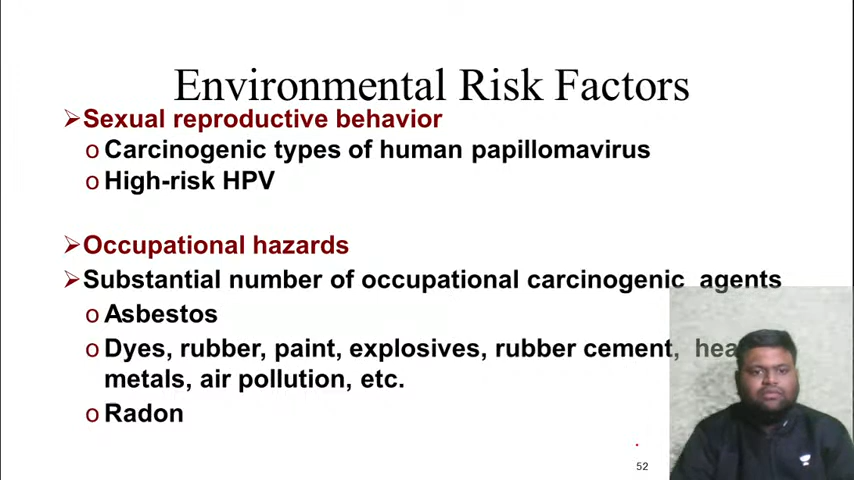 Environmental Risk Factors
➢Sexual reproductive behavior
o Carcinogenic types of human papillomavirus
o High-risk HPV
➢Occupational hazards
➢Substantial number of occupational carcinogenic agents
o Asbestos
o Dyes, rubber, paint, explosives, rubber cement,
metals, air pollution, etc.
o Radon
52